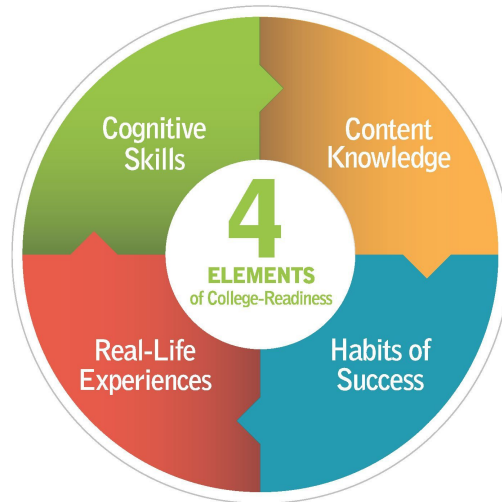 Cognitive
Skills
Content
Knowledge
4
ELEMENTS
of College-Readiness
Real-Life
Experiences
Habits of
Success